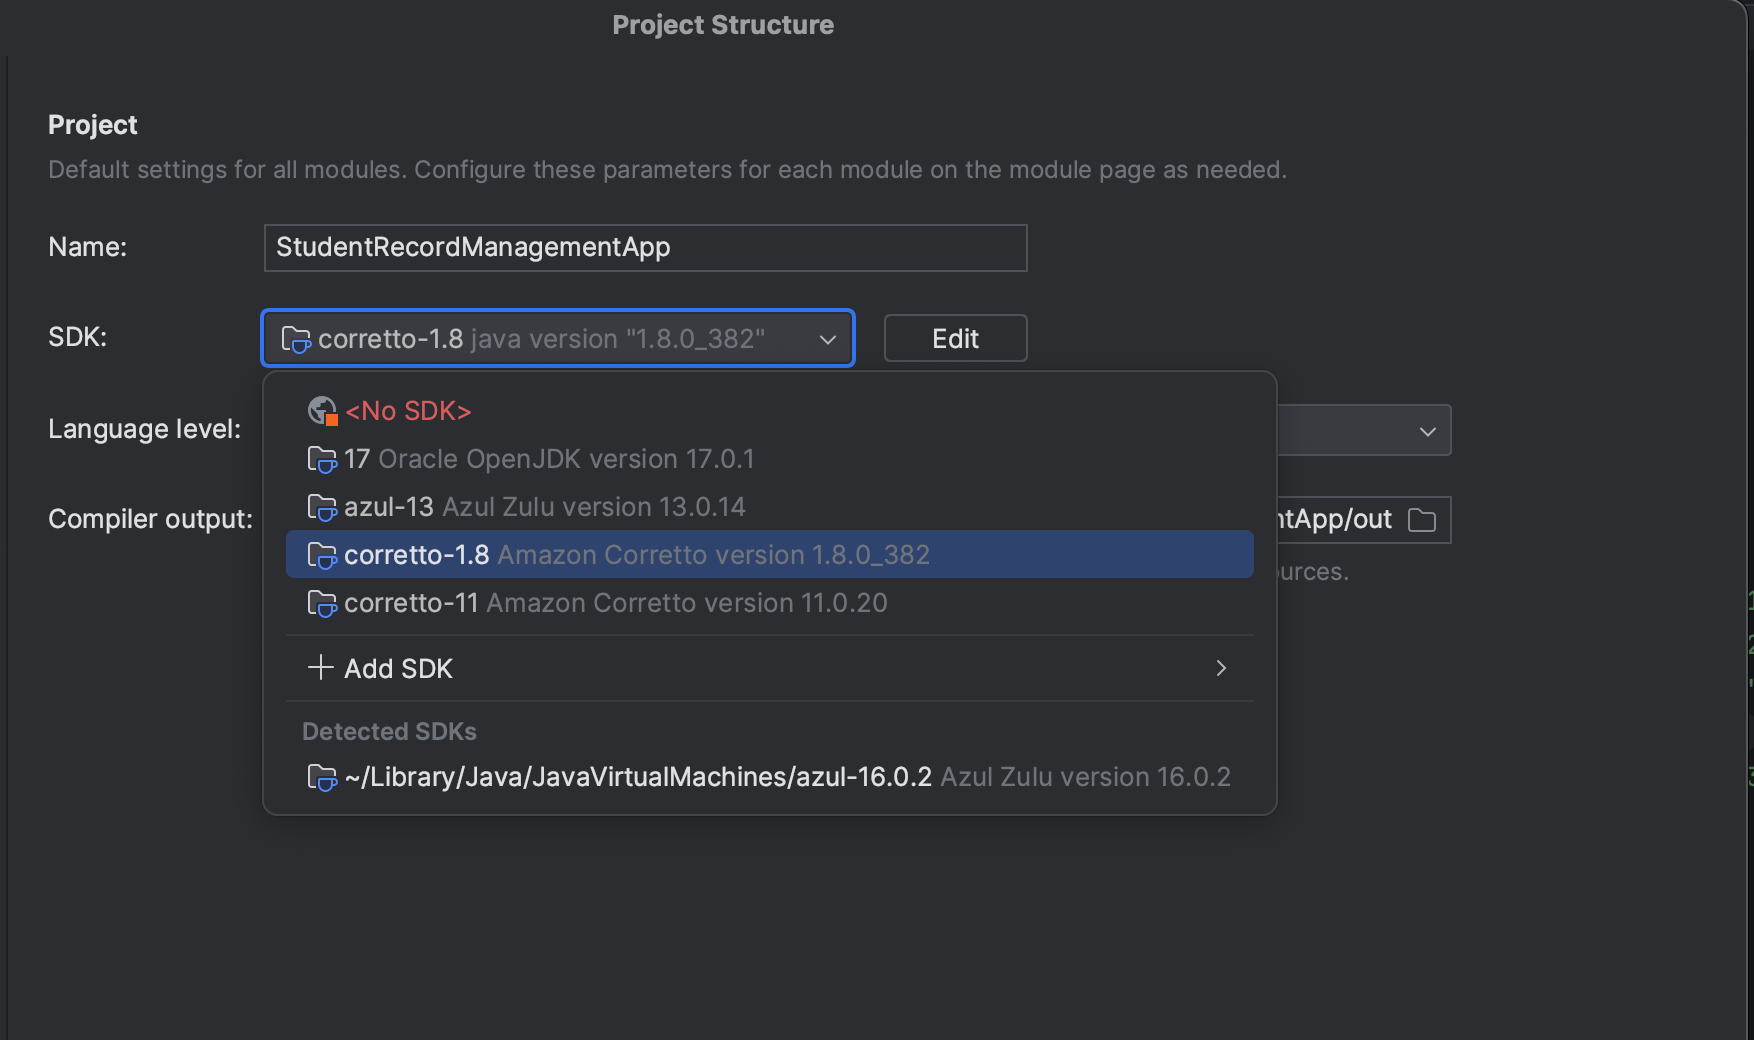 Project Structure
Project
Default settings for all modules. Configure these parameters for each module on the module page as needed.
Name: StudentRecordManagementApp
SDK: corretto-1.8 java version "1.8.0_382" Edit
<No SDK>
Language level:
17 Oracle OpenJDK version 17.0.1
azul-13 Azul Zulu version 13.0.14
Compiler output: ntApp/out
corretto-1.8 Amazon Corretto version 1.8.0_382
urces.
corretto-11 Amazon Corretto version 11.0.20
Add SDK
Detected SDKs
~/Library/Java/JavaVirtualMachines/azul-16.0.2 Azul Zulu version 16.0.2